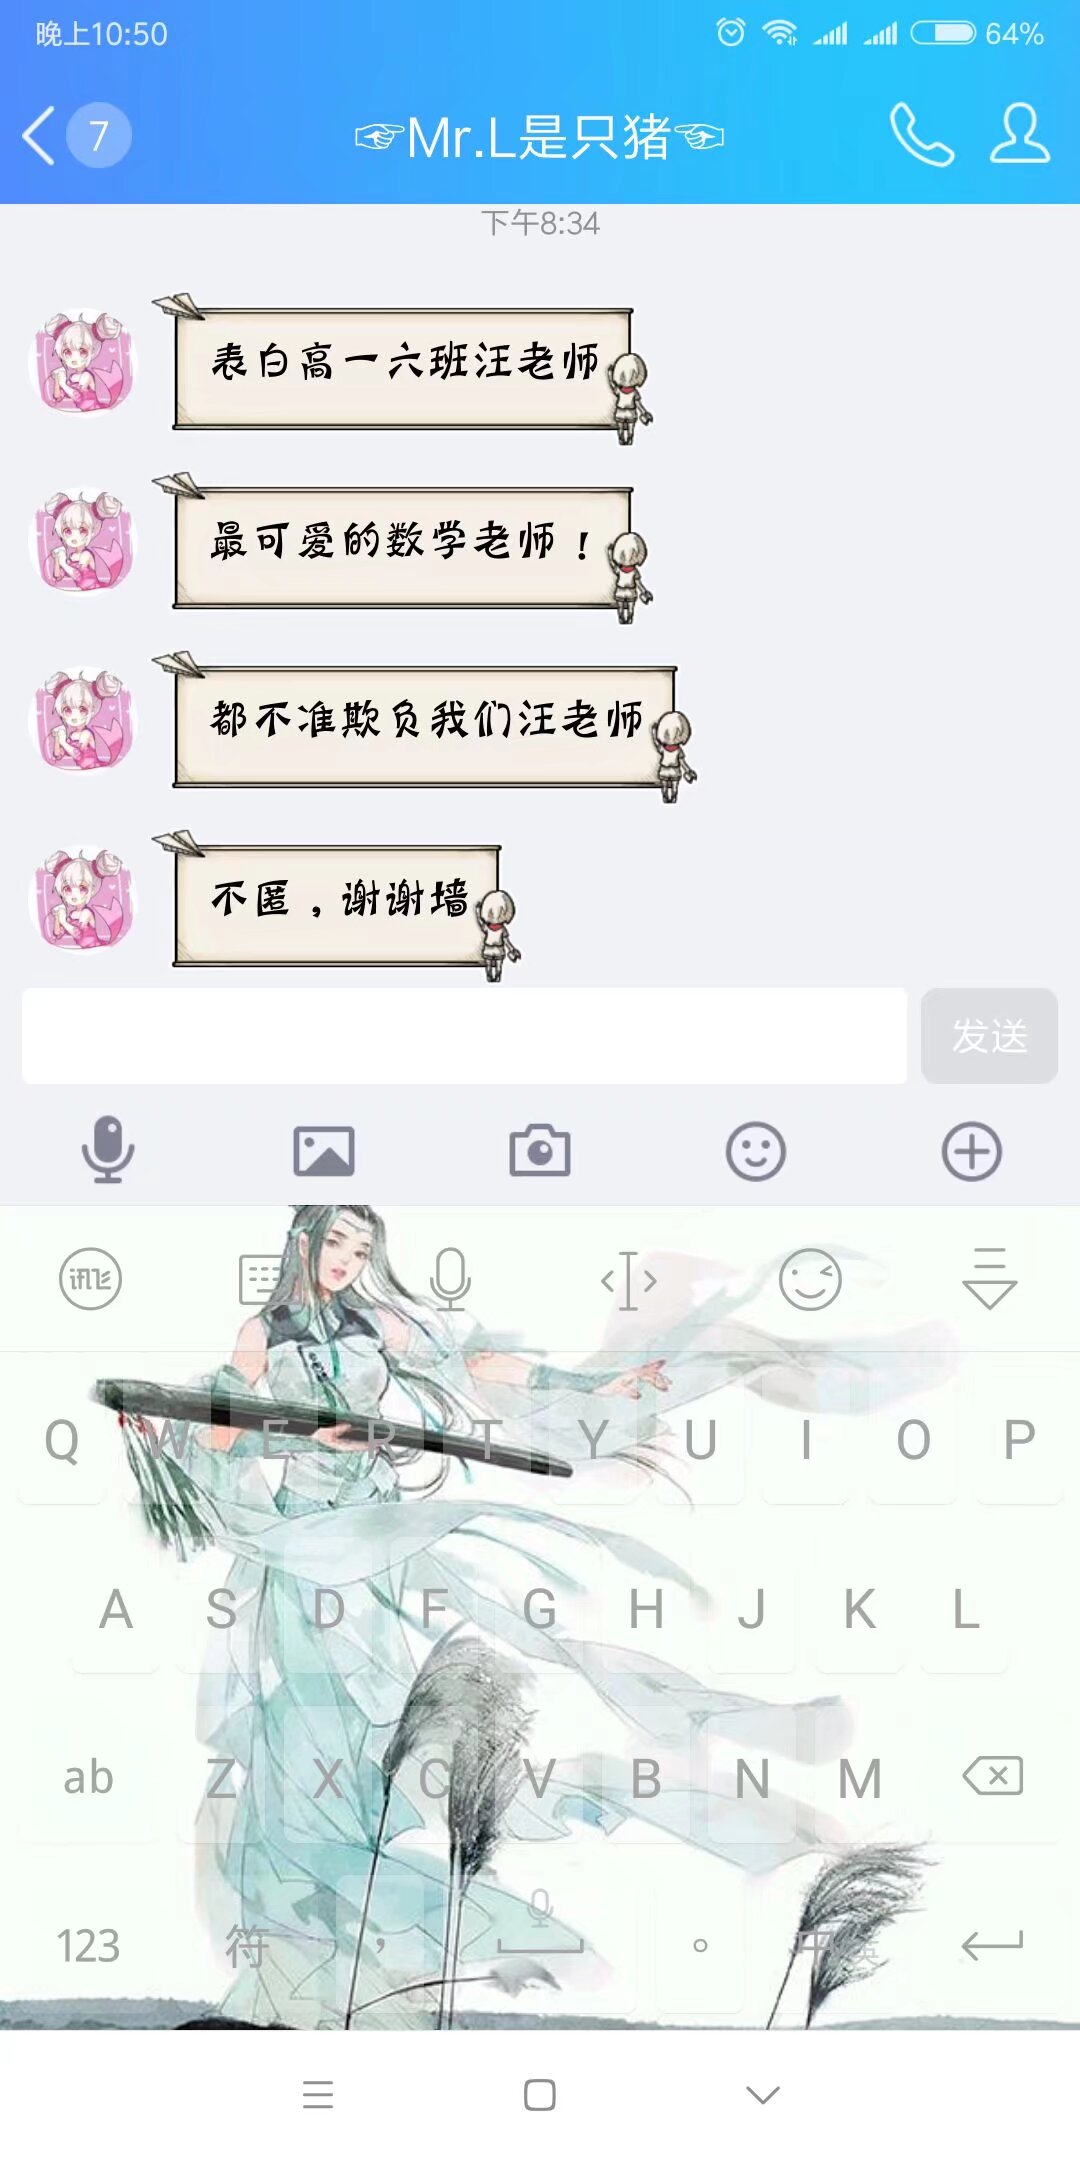 晚上10:50
64%
7
☞Mr.L是只猪☜
下午8:34
表白高一六班汪老师
最可爱的数学老师！
都不准欺负我们汪老师
不匿，谢谢墙
发送
讯飞
Q W E R T Y U I O P
A S D F G H J K L
ab Z X C V B N M
123 符 ， 。 中/英